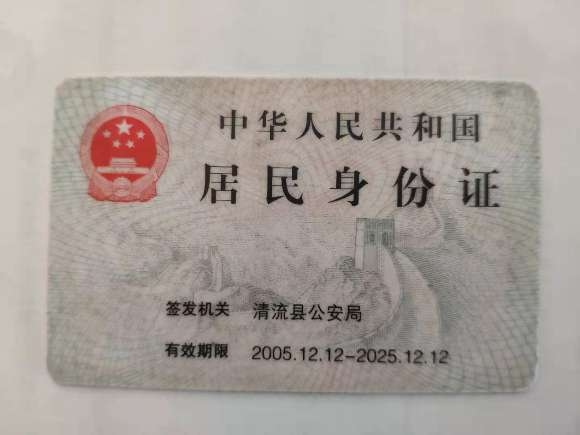 中华人民共和国
居民身份证
签发机关 清流县公安局
有效期限 2005.12.12-2025.12.12